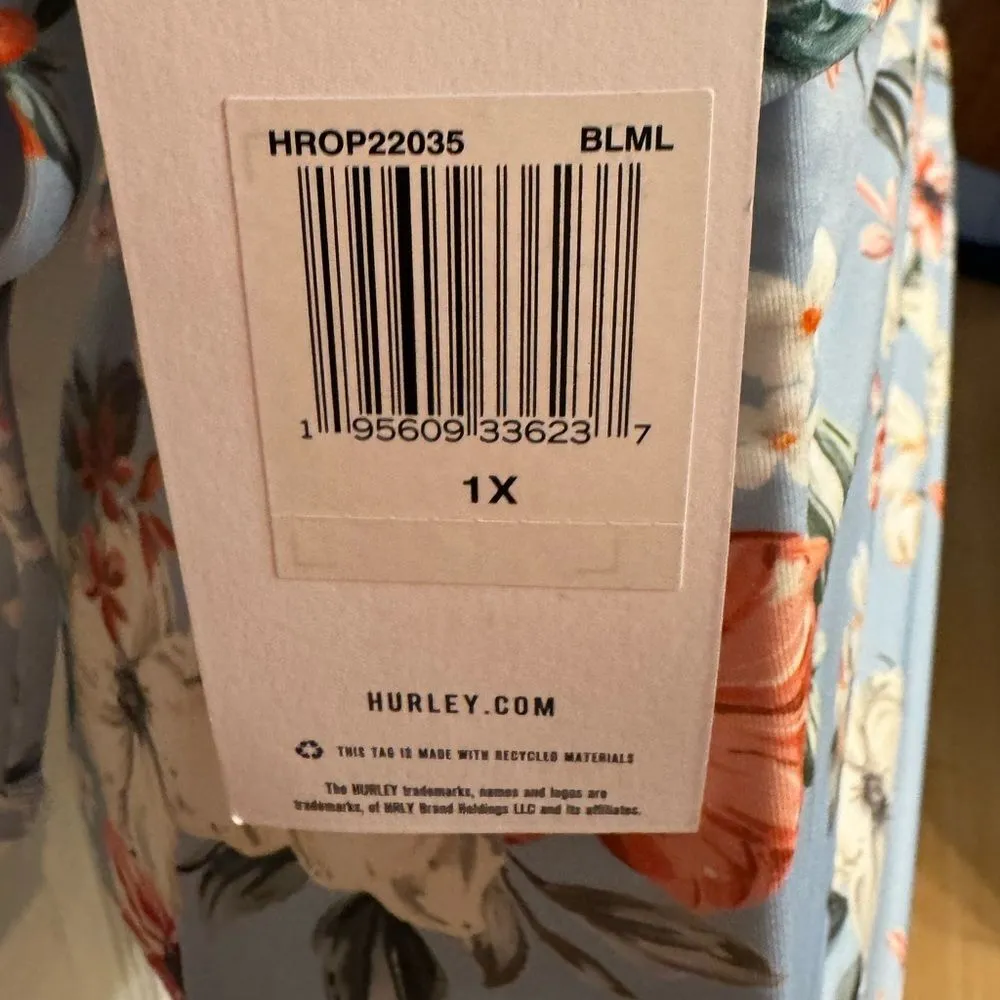 HROP22035 BLML
1 95609 33623 7
1X
HURLEY.COM
THIS TAG IS MADE WITH RECYCLED MATERIALS
The HURLEY trademarks, names and logos are
trademarks, of HRLY Brand Holdings LLC and its affiliates.